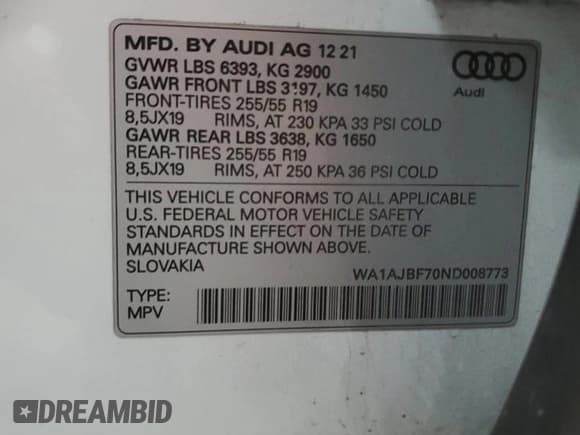 MFD. BY AUDI AG 12 21
GVWR LBS 6393, KG 2900
GAWR FRONT LBS 3197, KG 1450
FRONT-TIRES 255/55 R19
8,5JX19 RIMS, AT 230 KPA 33 PSI COLD
GAWR REAR LBS 3638, KG 1650
REAR-TIRES 255/55 R19
8,5JX19 RIMS, AT 250 KPA 36 PSI COLD
Audi
THIS VEHICLE CONFORMS TO ALL APPLICABLE
U.S. FEDERAL MOTOR VEHICLE SAFETY
STANDARDS IN EFFECT ON THE DATE OF
MANUFACTURE SHOWN ABOVE.
SLOVAKIA WA1AJBF70ND008773
TYPE:
MPV
DREAMBID